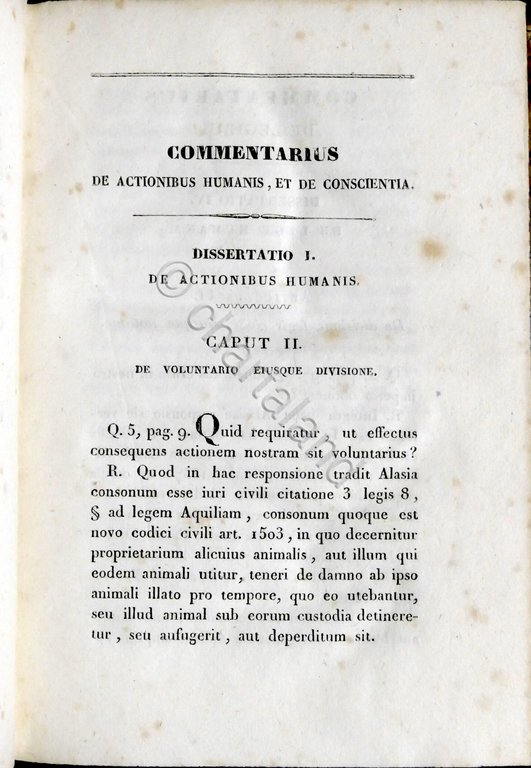 COMMENTARIUS
DE ACTIONIBUS HUMANIS, ET DE CONSCIENTIA.
DISSERTATIO I.
DE ACTIONIBUS HUMANIS.
CAPUT II.
DE VOLUNTARIO EIUSQUE DIVISIONE.
Q. 5, pag. 9. Quid requiratur, ut effectus
consequens actionem nostram sit voluntarius?
R. Quod in hac responsione tradit Alasia
consonum esse iuri civili citatione 3 legis 8,
§ ad legem Aquiliam, consonum quoque est
novo codici civili art. 1503, in quo decernitur
proprietarium alicuius animalis, aut illum qui
eodem animali utitur, teneri de damno ab ipso
animali illato pro tempore, quo eo utebantur,
seu illud animal sub eorum custodia detinere-
tur, seu aufugerit, aut deperditum sit.
© chartaland